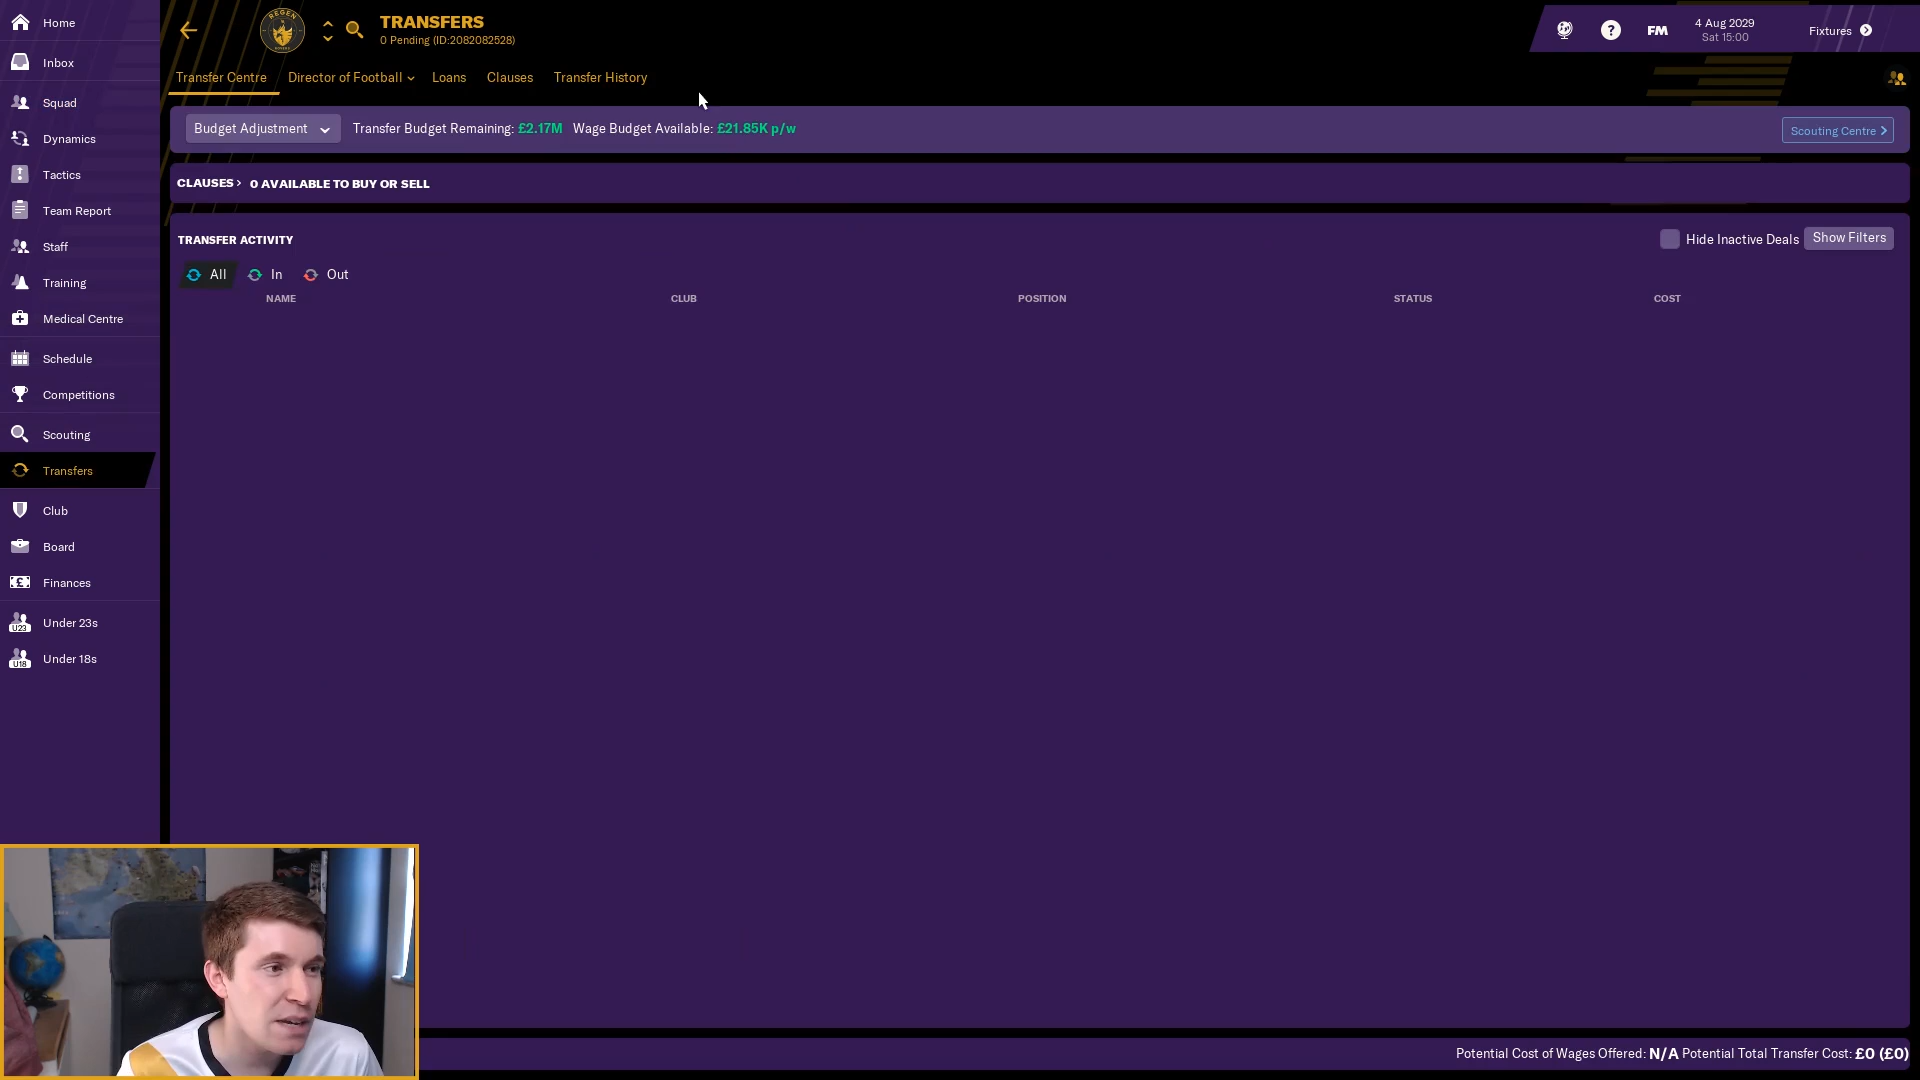 Home
Inbox
Squad
Dynamics
Tactics
Team Report
Staff
Training
Medical Centre
Schedule
Competitions
Scouting
Transfers
Club
Board
Finances
U23
Under 23s
U18
Under 18s
REGEN
TRANSFERS
0 Pending (ID:2082082528)
FM
4 Aug 2029
Sat 15:00
Fixtures
Transfer Centre
Director of Football
Loans
Clauses
Transfer History
Budget Adjustment
Transfer Budget Remaining: £2.17M
Wage Budget Available: £21.85K p/w
Scouting Centre
CLAUSES
0 AVAILABLE TO BUY OR SELL
TRANSFER ACTIVITY
Hide Inactive Deals
Show Filters
All
In
Out
NAME
CLUB
POSITION
STATUS
COST
Potential Cost of Wages Offered: N/A Potential Total Transfer Cost: £0 (£0)